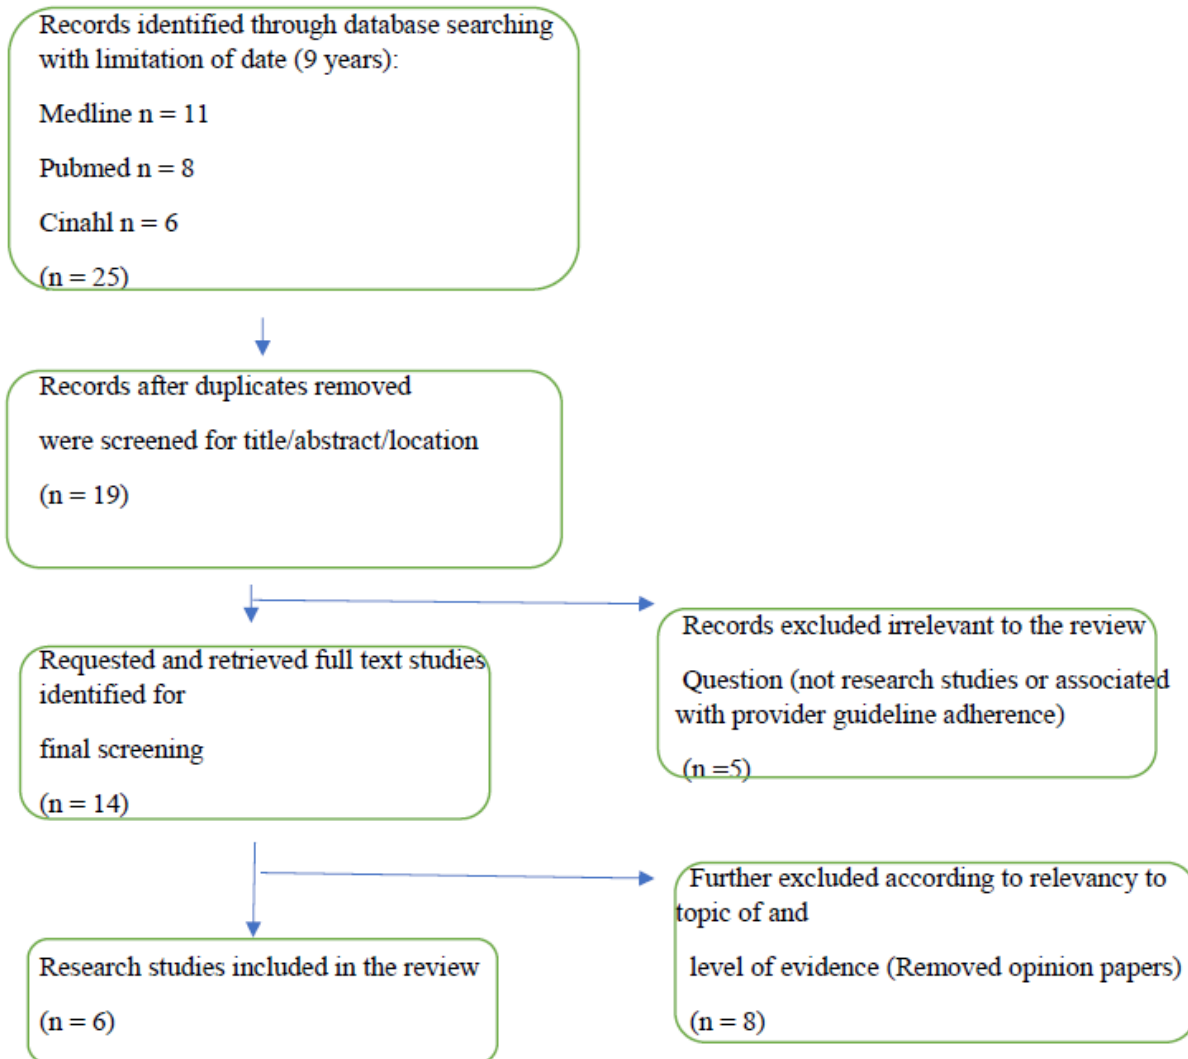 Records identified through database searching
with limitation of date (9 years):
Medline n = 11
Pubmed n = 8
Cinahl n = 6
(n = 25)
Records after duplicates removed
were screened for title/abstract/location
(n = 19)
Records excluded irrelevant to the review
Question (not research studies or associated
with provider guideline adherence)
(n =5)
Requested and retrieved full text studies
identified for
final screening
(n = 14)
Further excluded according to relevancy to
topic of and
level of evidence (Removed opinion papers)
(n = 8)
Research studies included in the review
(n = 6)